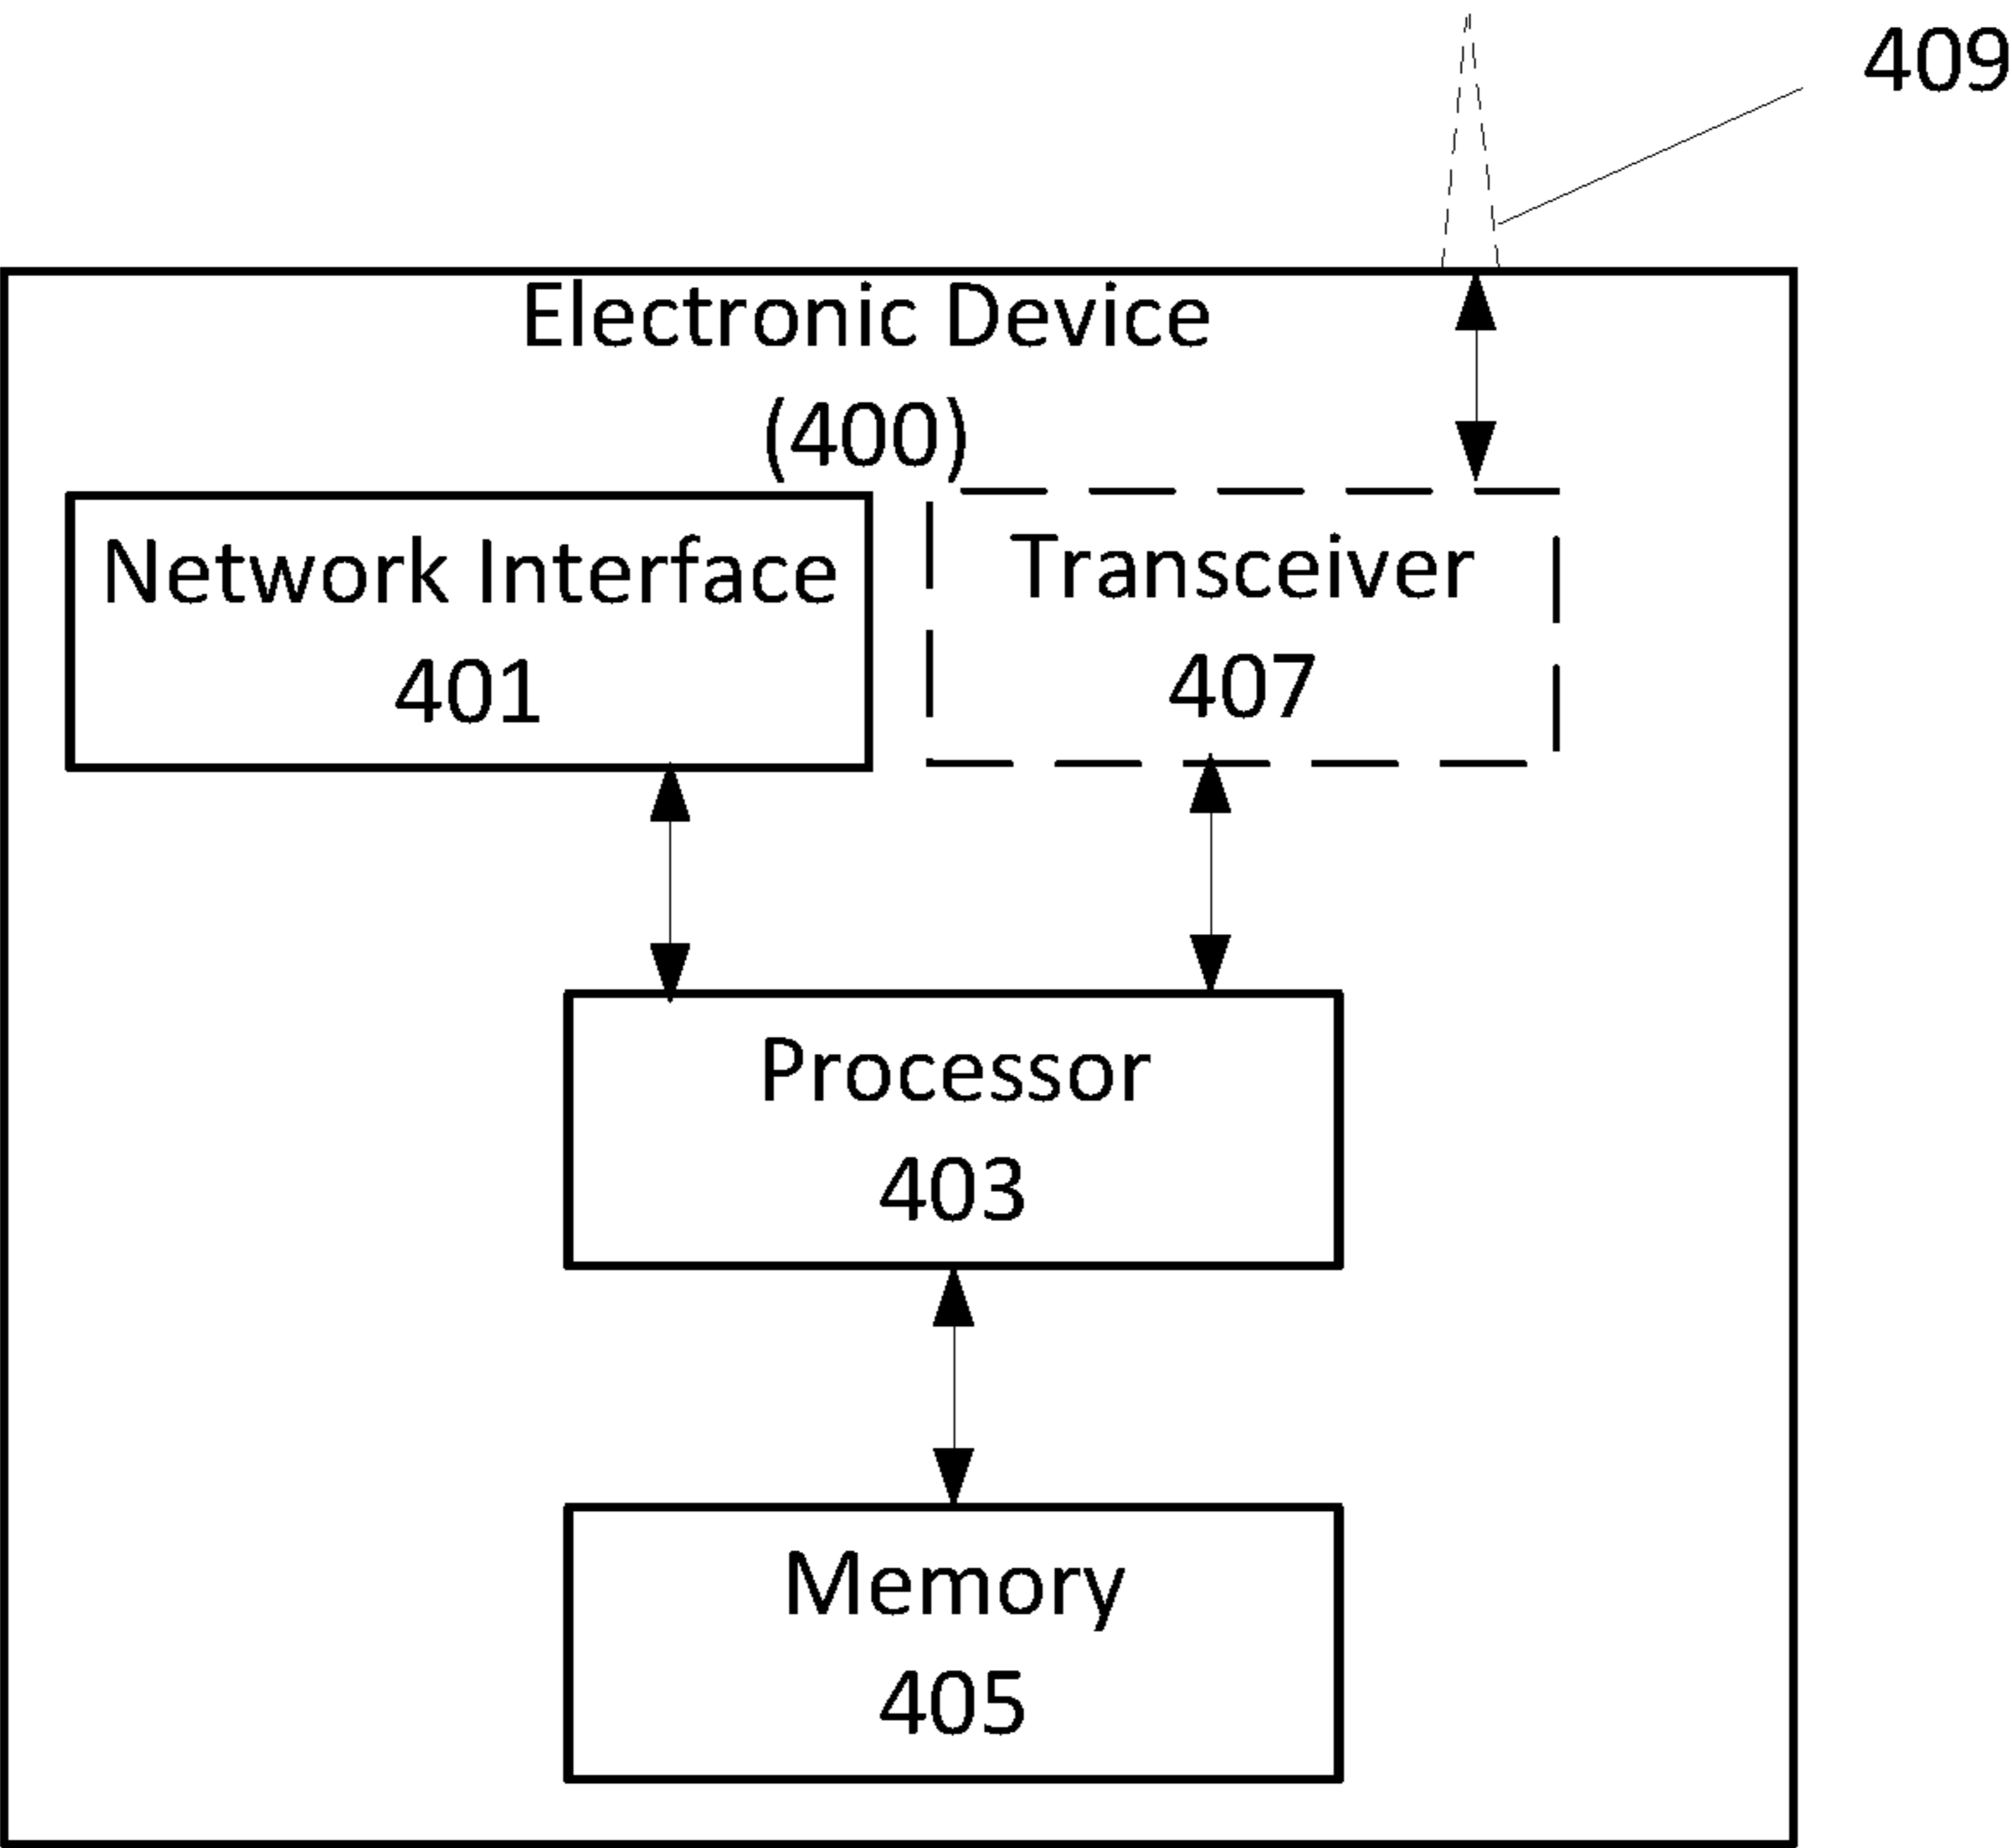 409
Electronic Device
(400)
Network Interface
401
Transceiver
407
Processor
403
Memory
405